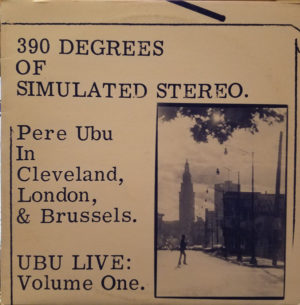 390 DEGREES
OF
SIMULATED STEREO.
Pere Ubu
In
Cleveland,
London,
& Brussels.
UBU LIVE:
Volume One.